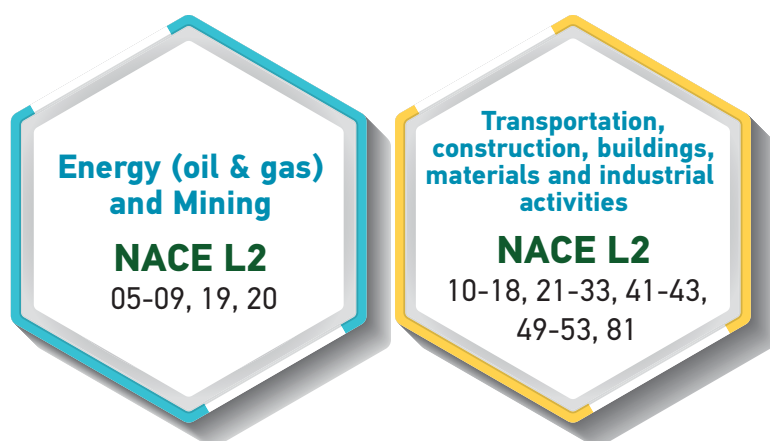 Energy (oil & gas)
and Mining
NACE L2
05-09, 19, 20
Transportation,
construction, buildings,
materials and industrial
activities
NACE L2
10-18, 21-33, 41-43,
49-53, 81